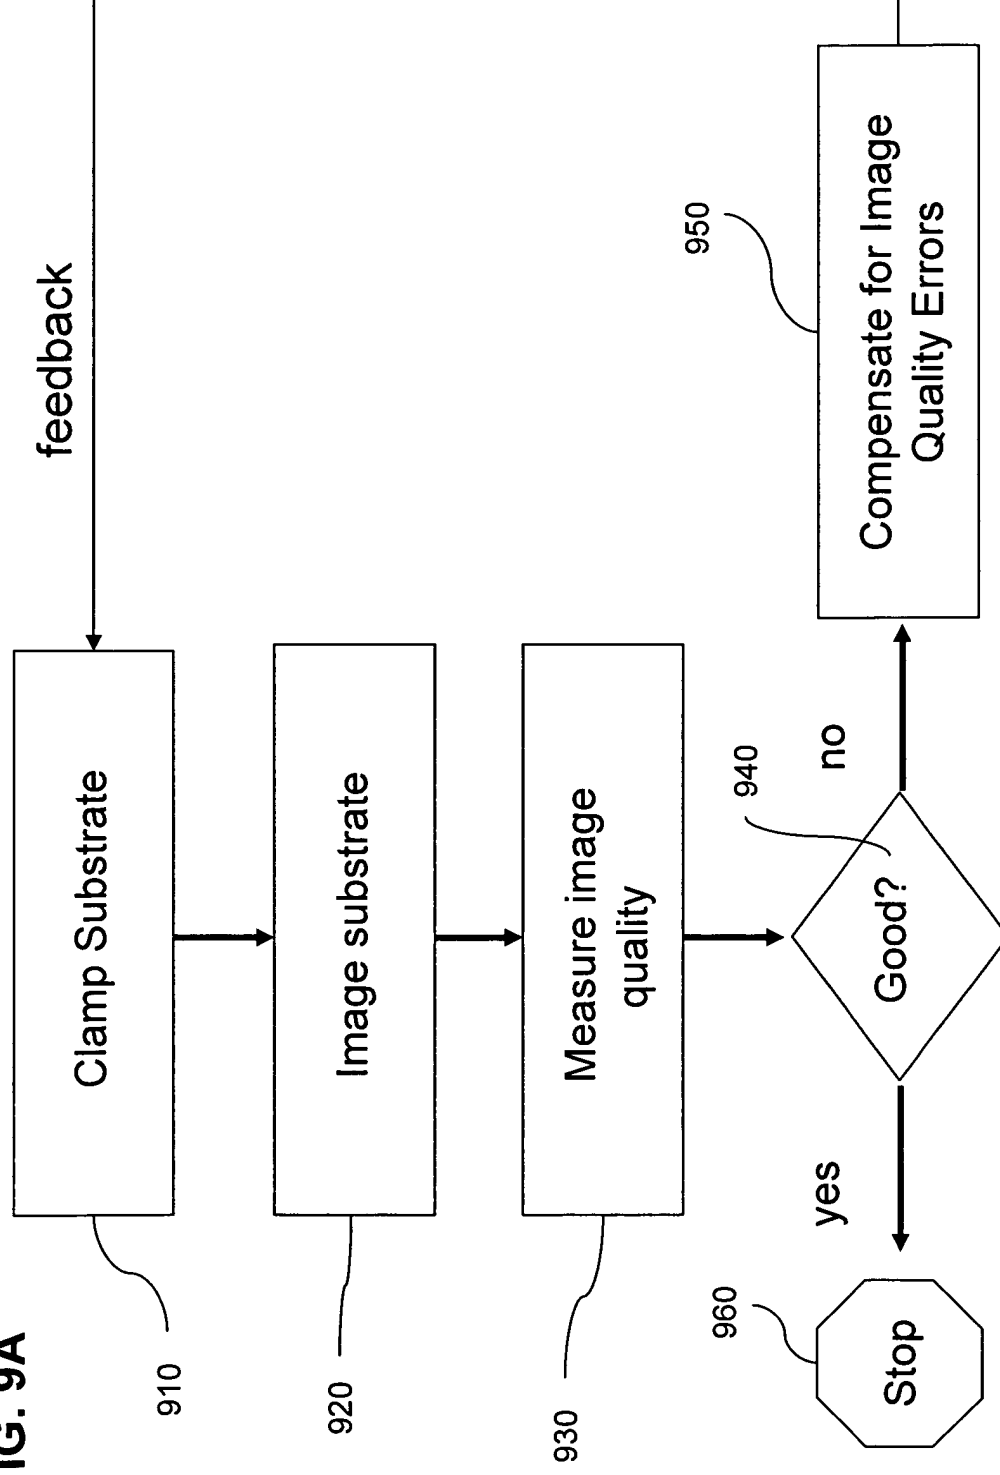 IG. 9A
feedback
Clamp Substrate
910
Image substrate
920
Measure image
quality
930
950
960
940
yes
no
Stop
Good?
Compensate for Image
Quality Errors